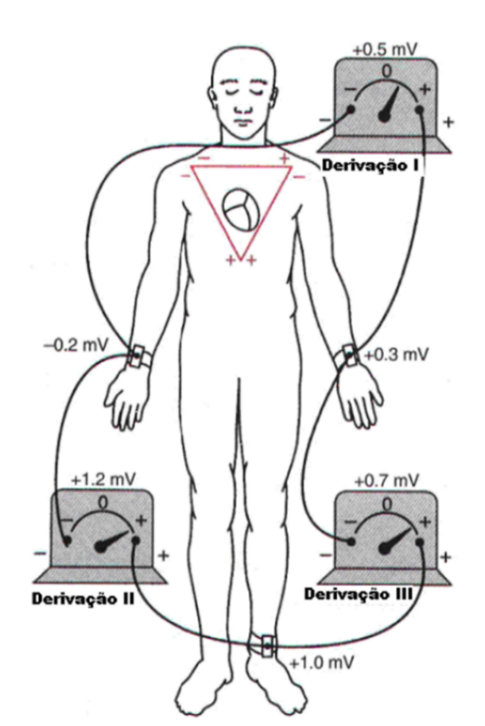 +0.5 mV
0
− +
− +
Derivação I
− +
− −
+ +
−0.2 mV
+0.3 mV
+1.2 mV
0
− +
− +
Derivação II
+0.7 mV
0
− +
− +
Derivação III
+1.0 mV